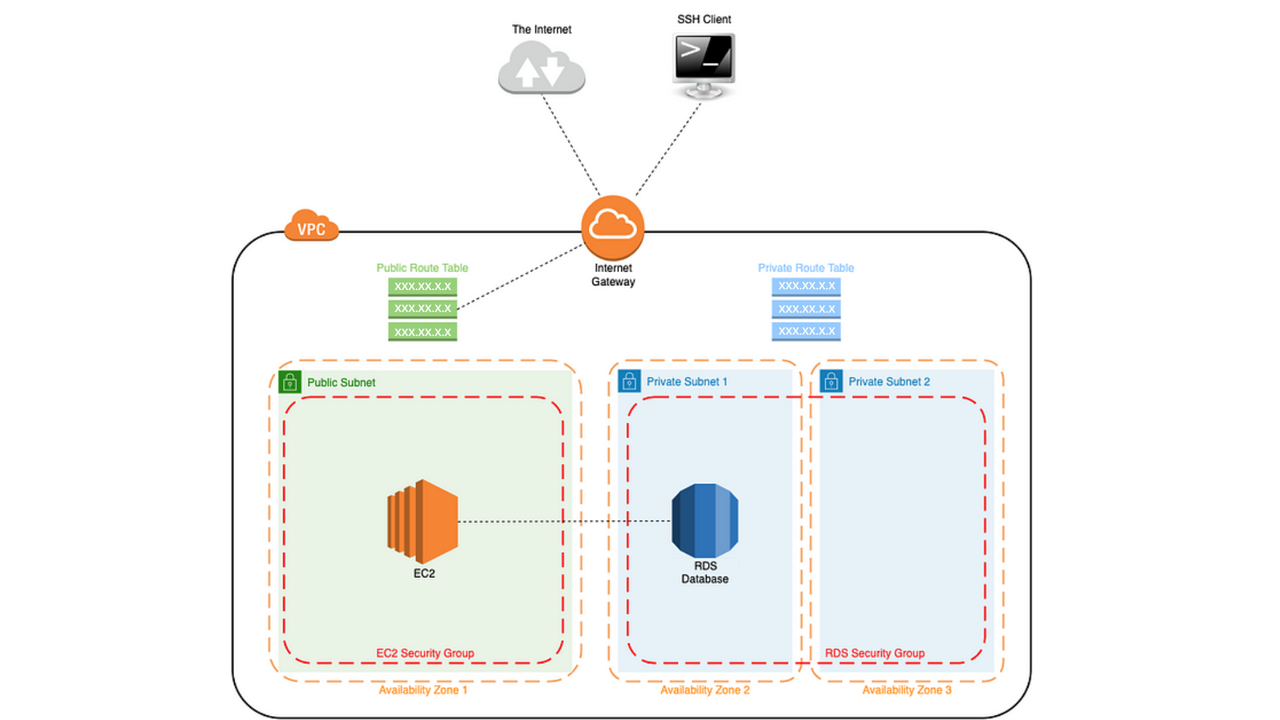 SSH Client
The Internet
>_
VPC
Internet
Gateway
Public Route Table
XXX.XX.X.X
XXX.XX.X.X
XXX.XX.X.X
Private Route Table
XXX.XX.X.X
XXX.XX.X.X
XXX.XX.X.X
Public Subnet
Private Subnet 1
Private Subnet 2
EC2
RDS
Database
EC2 Security Group
RDS Security Group
Availability Zone 1
Availability Zone 2
Availability Zone 3